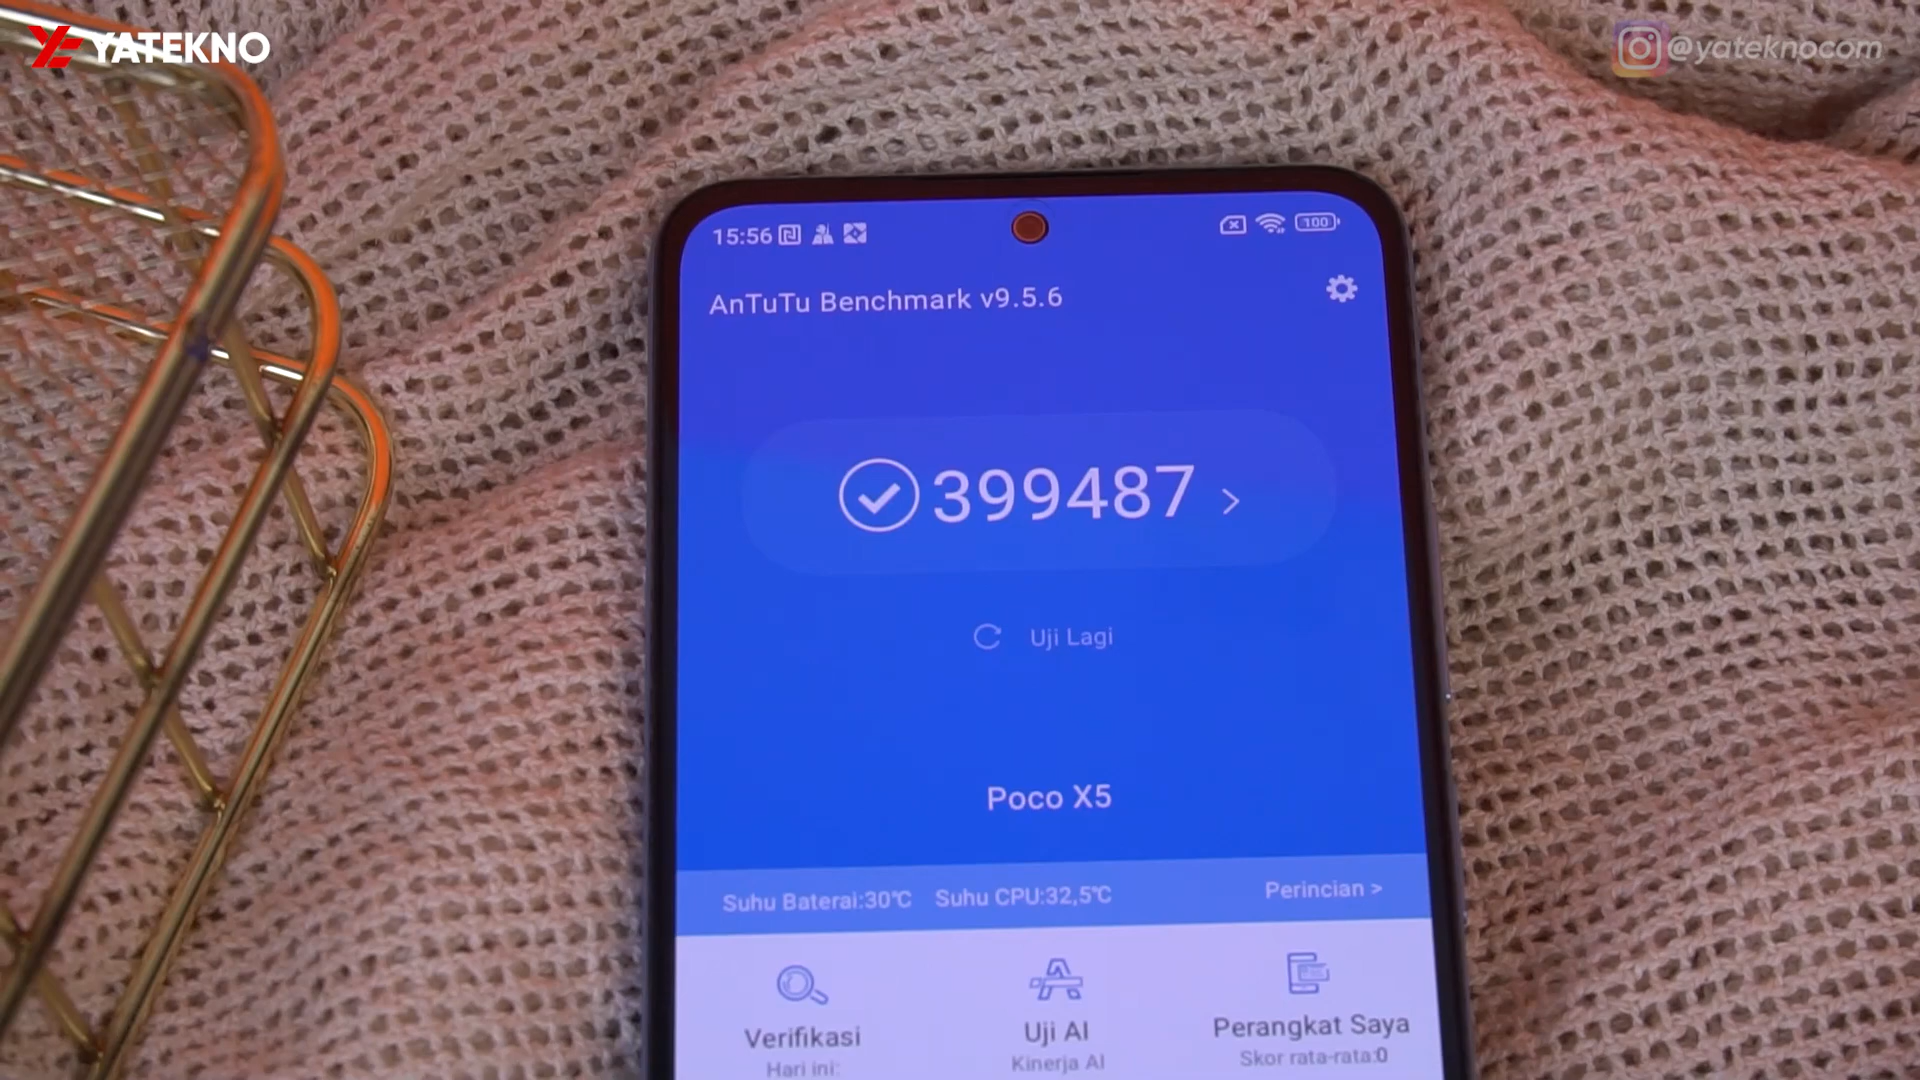 YATEKNO
@yateknocom
15:56
100
AnTuTu Benchmark v9.5.6
399487 >
Uji Lagi
Poco X5
Suhu Baterai:30℃ Suhu CPU:32,5℃ Perincian >
Verifikasi Uji AI Perangkat Saya
Hari ini: Kinerja AI Skor rata-rata:0